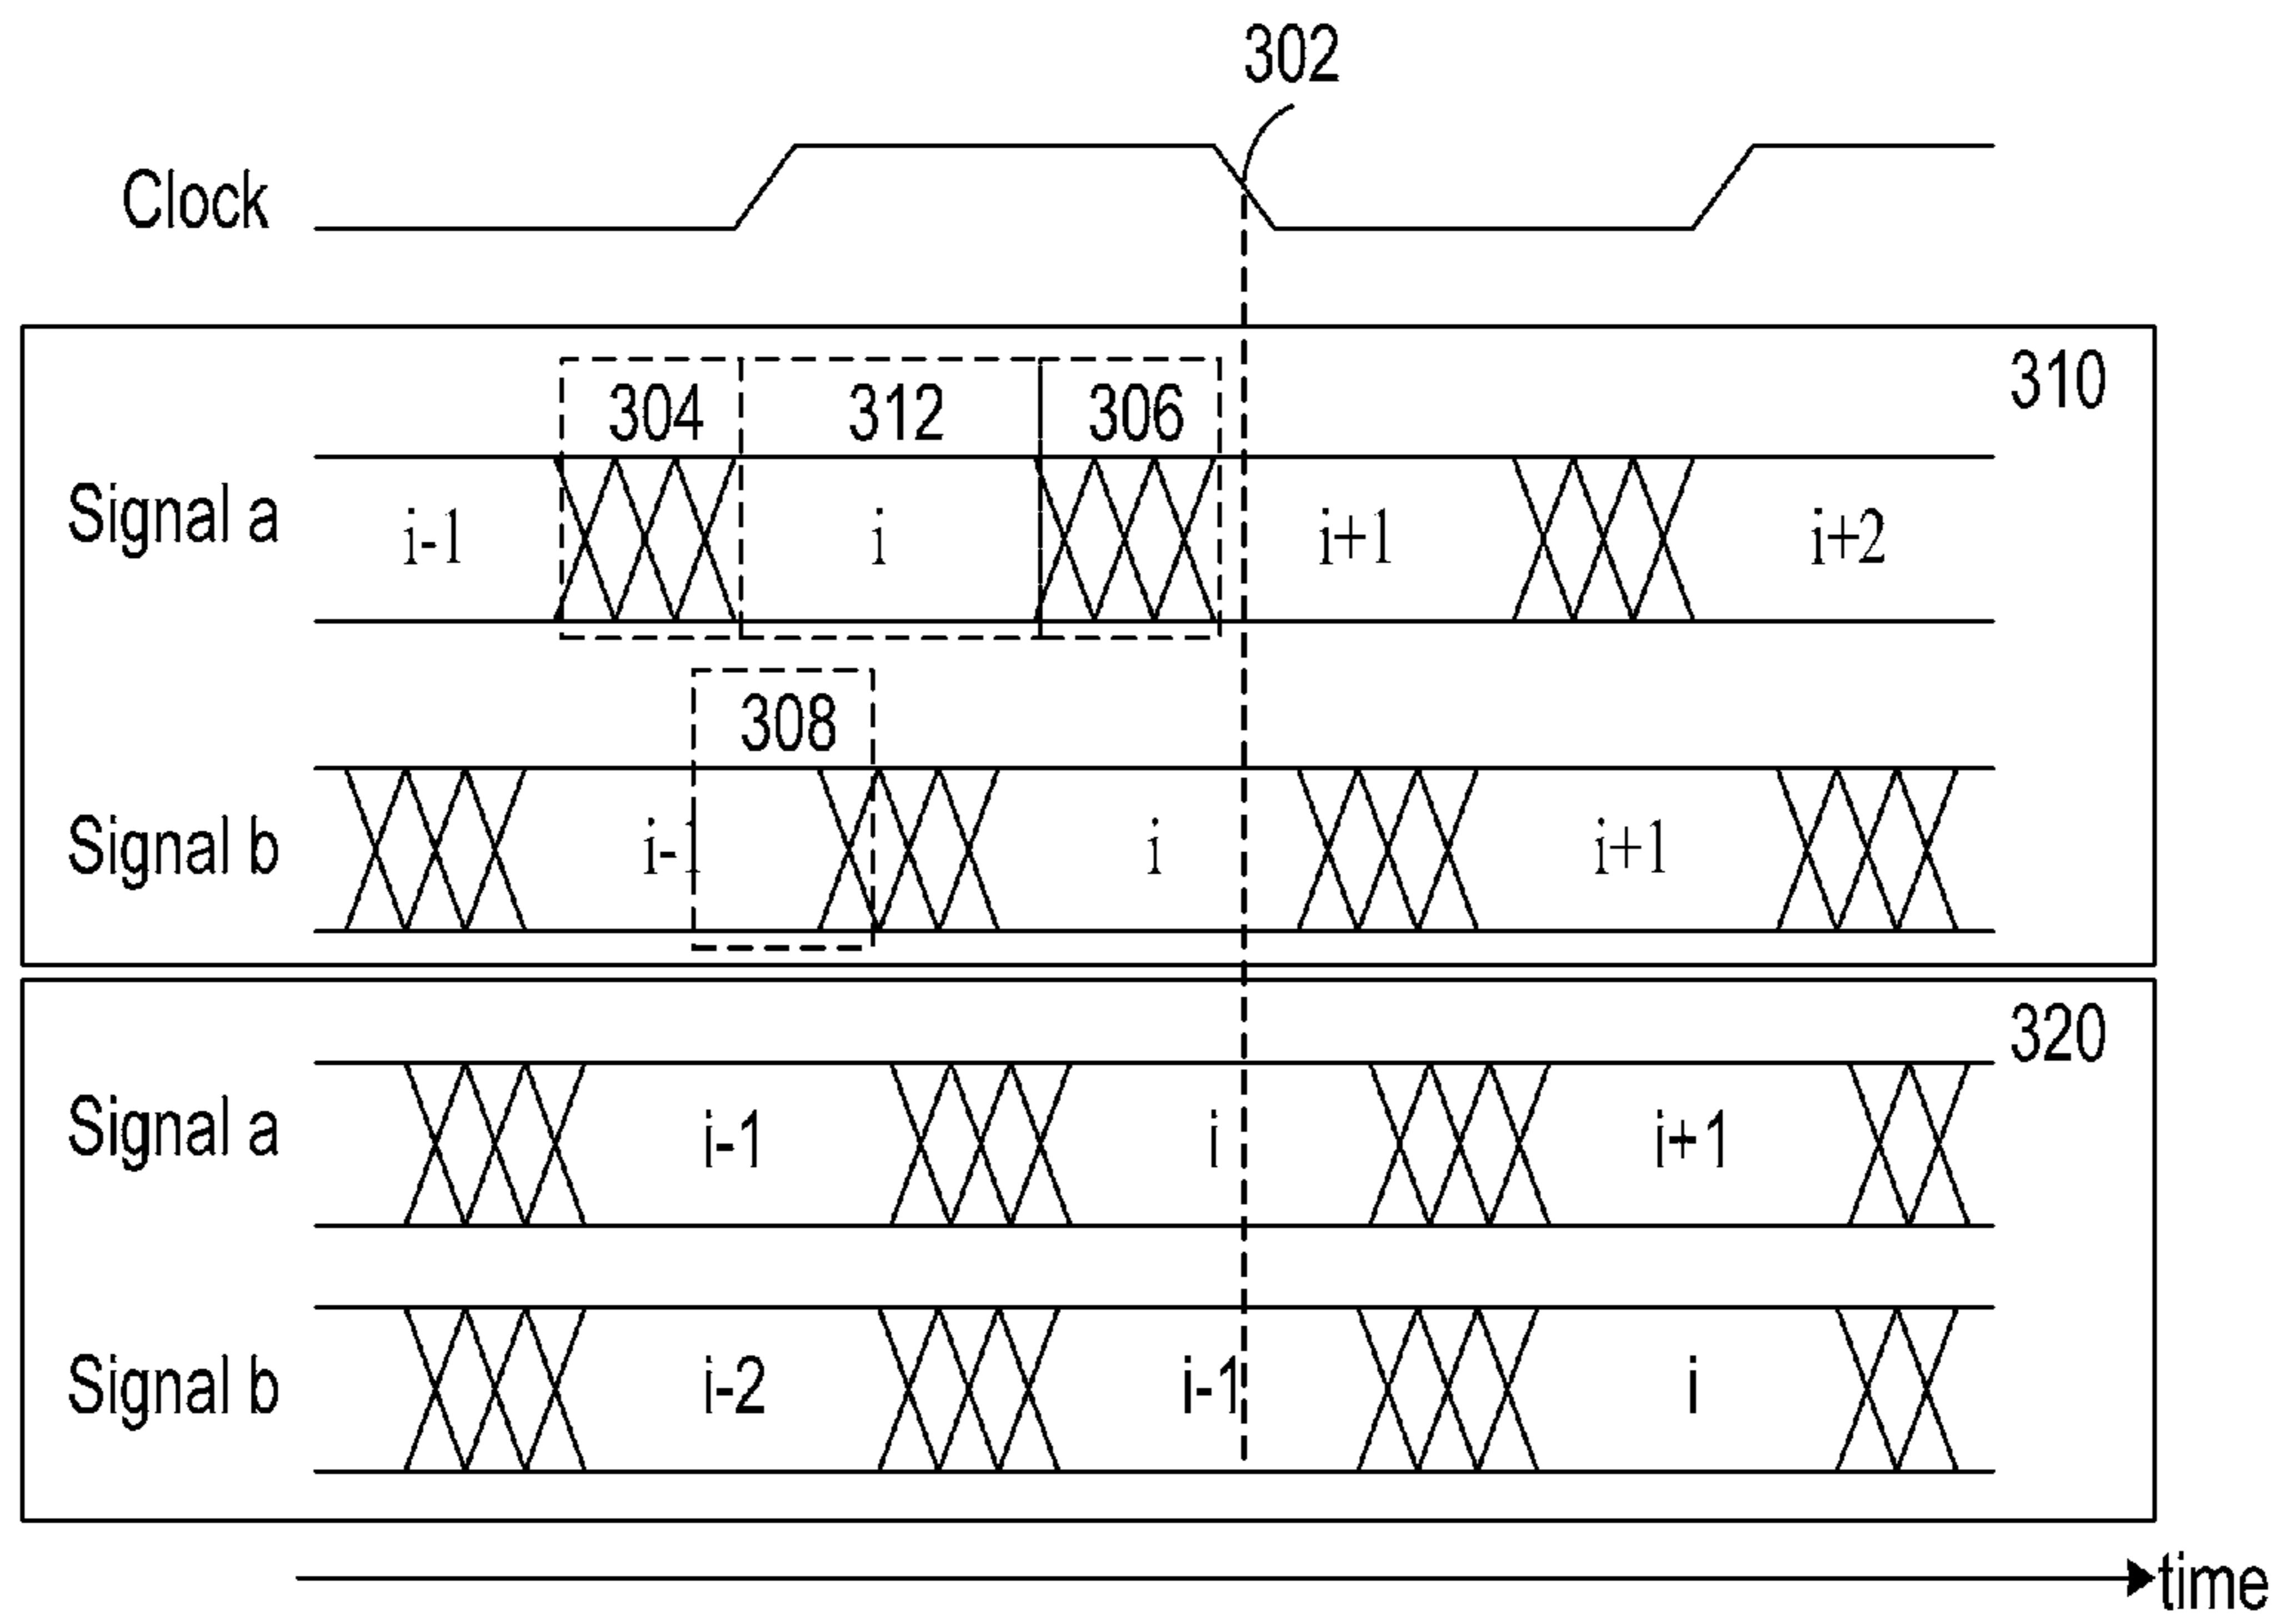 302
Clock
310
304 312 306
Signal a i-1 i i+1 i+2
308
Signal b i-1 i i+1
320
Signal a i-1 i i+1
Signal b i-2 i-1 i
time